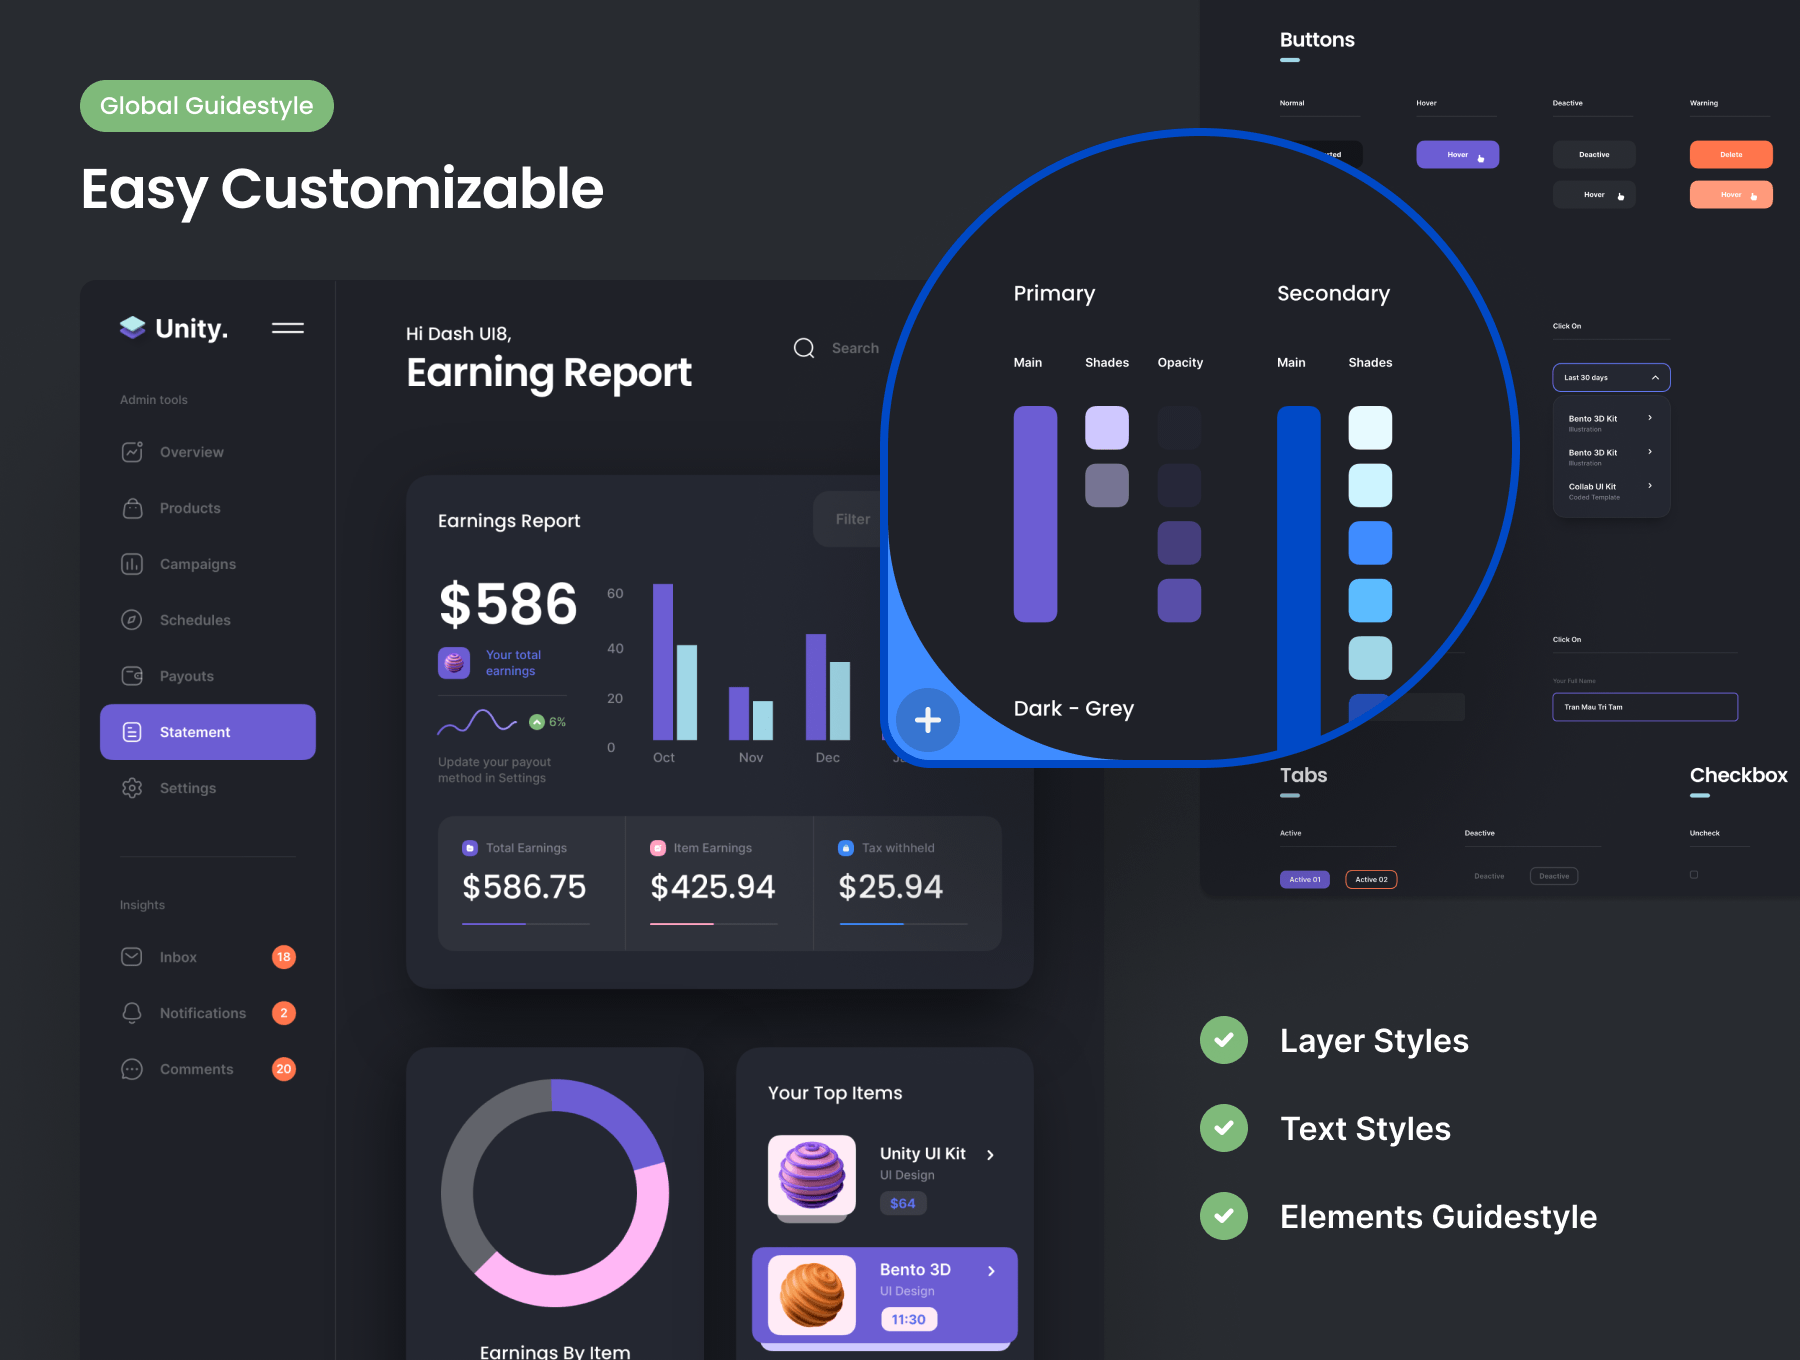 Global Guidestyle
Easy Customizable
Unity.
Admin tools
Overview
Products
Campaigns
Schedules
Payouts
Statement
Settings
Insights
Inbox
18
Notifications
2
Comments
20
Hi Dash UI8,
Earning Report
Search
Earnings Report
Filter
$586
Your total
earnings
6%
Update your payout
method in Settings
60
40
20
0
Oct
Nov
Dec
Total Earnings
$586.75
Item Earnings
$425.94
Tax withheld
$25.94
Earnings By Item
Your Top Items
Unity UI Kit
UI Design
$64
Bento 3D
UI Design
11:30
Primary
Main
Shades
Opacity
Secondary
Main
Shades
Dark - Grey
Buttons
Normal
Hover
Deactive
Warning
Hover
Deactive
Delete
Hover
Hover
Click On
Last 30 days
Bento 3D Kit
Illustration
Bento 3D Kit
Illustration
Collab UI Kit
Coded Template
Click On
Your Full Name
Tran Mau Tri Tam
Tabs
Active
Deactive
Active 01
Active 02
Deactive
Deactive
Checkbox
Uncheck
Layer Styles
Text Styles
Elements Guidestyle